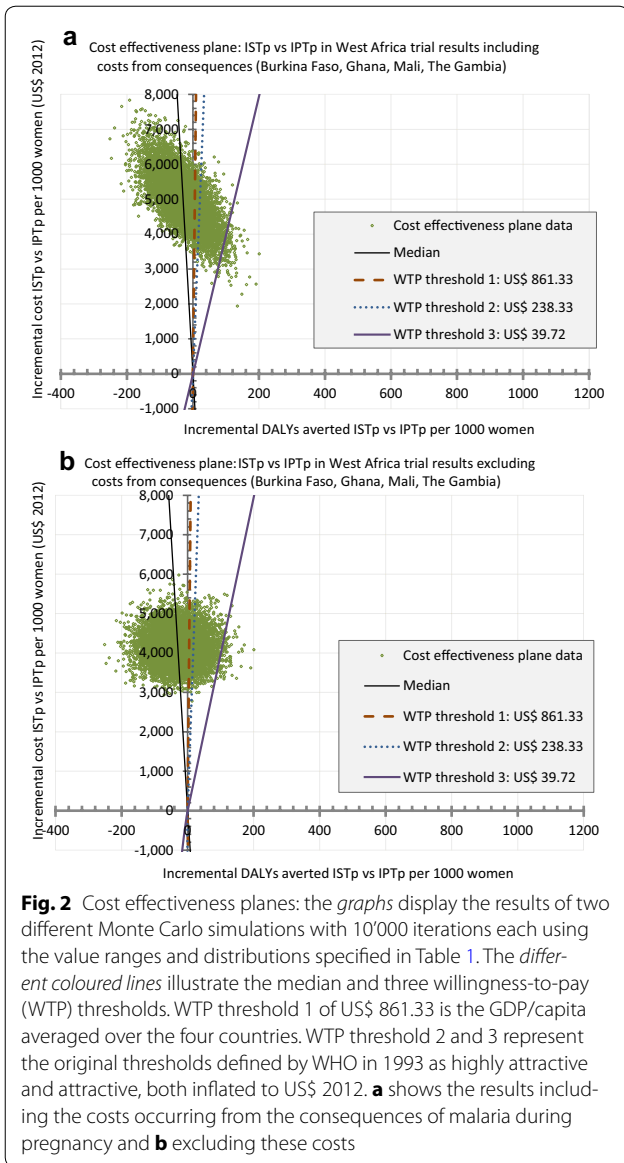 a
Cost effectiveness plane: ISTp vs IPTp in West Africa trial results including
costs from consequences (Burkina Faso, Ghana, Mali, The Gambia)
Incremental cost ISTp vs IPTp per 1000 women (US$ 2012)
8,000
7,000
6,000
5,000
4,000
3,000
2,000
1,000
0
-1,000
-400
-200
0
200
400
600
800
1000
1200
Cost effectiveness plane data
Median
WTP threshold 1: US$ 861.33
WTP threshold 2: US$ 238.33
WTP threshold 3: US$ 39.72
Incremental DALYs averted ISTp vs IPTp per 1000 women
b
Cost effectiveness plane: ISTp vs IPTp in West Africa trial results excluding
costs from consequences (Burkina Faso, Ghana, Mali, The Gambia)
Incremental cost ISTp vs IPTp per 1000 women (US$ 2012)
8,000
7,000
6,000
5,000
4,000
3,000
2,000
1,000
0
-1,000
-400
-200
0
200
400
600
800
1000
1200
Cost effectiveness plane data
Median
WTP threshold 1: US$ 861.33
WTP threshold 2: US$ 238.33
WTP threshold 3: US$ 39.72
Incremental DALYs averted ISTp vs IPTp per 1000 women
Fig. 2 Cost effectiveness planes: the graphs display the results of two
different Monte Carlo simulations with 10'000 iterations each using
the value ranges and distributions specified in Table 1. The differ-
ent coloured lines illustrate the median and three willingness-to-pay
(WTP) thresholds. WTP threshold 1 of US$ 861.33 is the GDP/capita
averaged over the four countries. WTP threshold 2 and 3 represent
the original thresholds defined by WHO in 1993 as highly attractive
and attractive, both inflated to US$ 2012. a shows the results includ-
ing the costs occurring from the consequences of malaria during
pregnancy and b excluding these costs